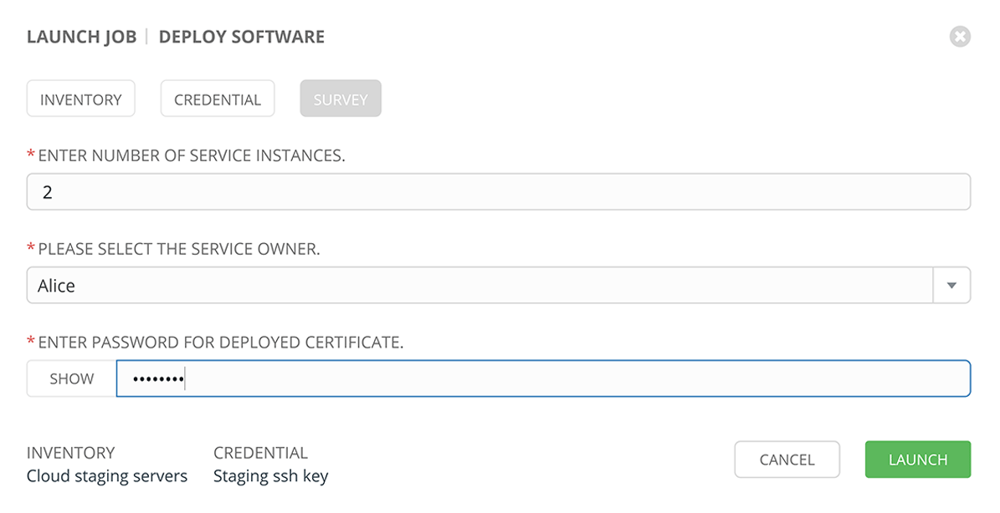 LAUNCH JOB | DEPLOY SOFTWARE
INVENTORY CREDENTIAL SURVEY
*ENTER NUMBER OF SERVICE INSTANCES.
2
*PLEASE SELECT THE SERVICE OWNER.
Alice
*ENTER PASSWORD FOR DEPLOYED CERTIFICATE.
SHOW ••••••••
INVENTORY CREDENTIAL CANCEL LAUNCH
Cloud staging servers Staging ssh key